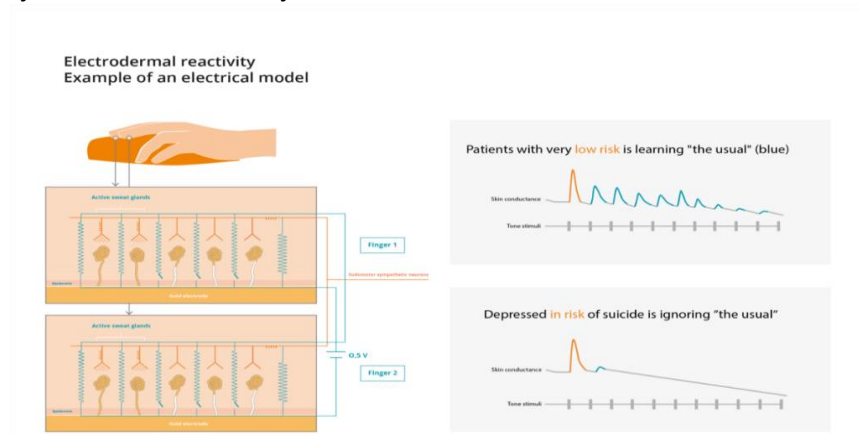 Electrodermal reactivity
Example of an electrical model
Active sweat glands
Finger 1
Sudomotor sympathetic neurons
Epidermis
Gold electrode
Active sweat glands
0,5 V
Finger 2
Epidermis
Gold electrode
Patients with very low risk is learning "the usual" (blue)
Skin conductance
Tone stimuli
Depressed in risk of suicide is ignoring "the usual"
Skin conductance
Tone stimuli